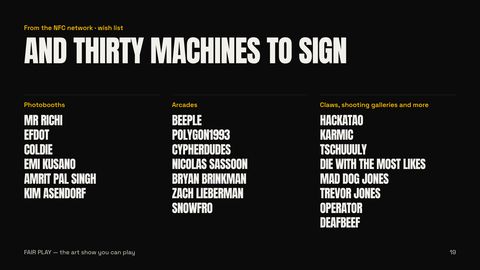 From the NFC network · wish list
AND THIRTY MACHINES TO SIGN
Photobooths
MR RICHI
EFDOT
COLDIE
EMI KUSANO
AMRIT PAL SINGH
KIM ASENDORF
Arcades
BEEPLE
POLYGON1993
CYPHERDUDES
NICOLAS SASSOON
BRYAN BRINKMAN
ZACH LIEBERMAN
SNOWFRO
Claws, shooting galleries and more
HACKATAO
KARMIC
TSCHUUULY
DIE WITH THE MOST LIKES
MAD DOG JONES
TREVOR JONES
OPERATOR
DEAFBEEF
FAIR PLAY — the art show you can play
19